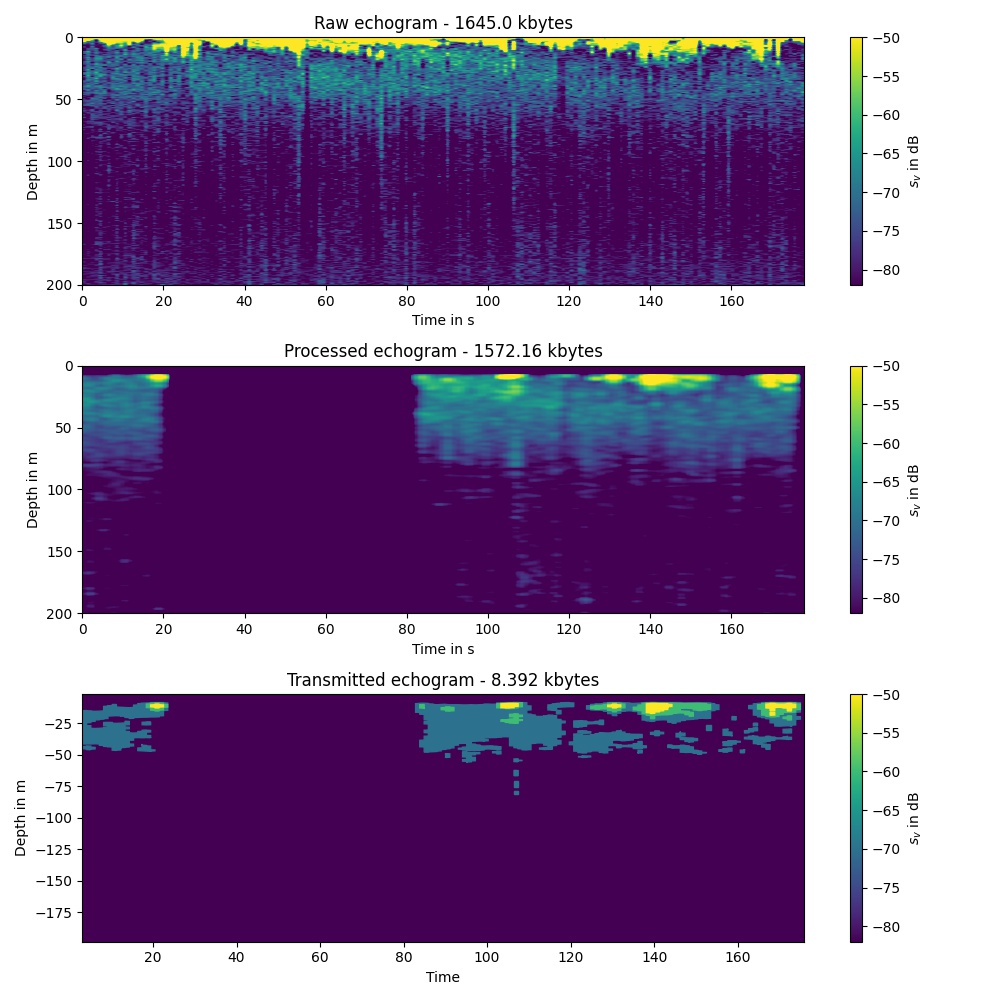 Raw echogram - 1645.0 kbytes
0
50
100
150
200
Depth in m
0 20 40 60 80 100 120 140 160
Time in s
−50
−55
−60
−65
−70
−75
−80
sv in dB
Processed echogram - 1572.16 kbytes
0
50
100
150
200
Depth in m
0 20 40 60 80 100 120 140 160
Time in s
−50
−55
−60
−65
−70
−75
−80
sv in dB
Transmitted echogram - 8.392 kbytes
−25
−50
−75
−100
−125
−150
−175
Depth in m
20 40 60 80 100 120 140 160
Time
−50
−55
−60
−65
−70
−75
−80
sv in dB